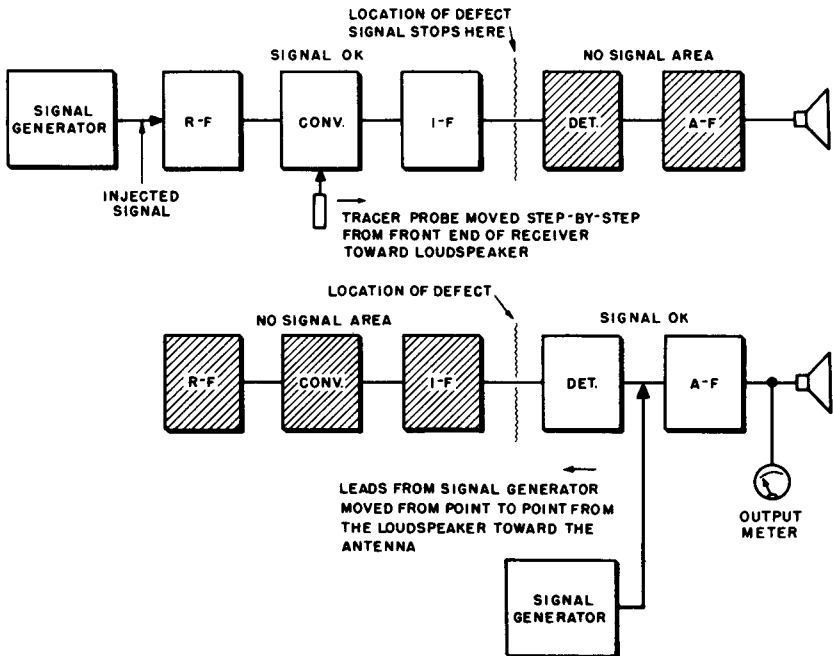 LOCATION OF DEFECT
SIGNAL STOPS HERE
SIGNAL OK
NO SIGNAL AREA
SIGNAL
GENERATOR
R-F
CONV.
I-F
DET.
A-F
INJECTED
SIGNAL
TRACER PROBE MOVED STEP-BY-STEP
FROM FRONT END OF RECEIVER
TOWARD LOUDSPEAKER
LOCATION OF DEFECT
NO SIGNAL AREA
SIGNAL OK
R-F
CONV.
I-F
DET.
A-F
LEADS FROM SIGNAL GENERATOR
MOVED FROM POINT TO POINT FROM
THE LOUDSPEAKER TOWARD THE
ANTENNA
OUTPUT
METER
SIGNAL
GENERATOR